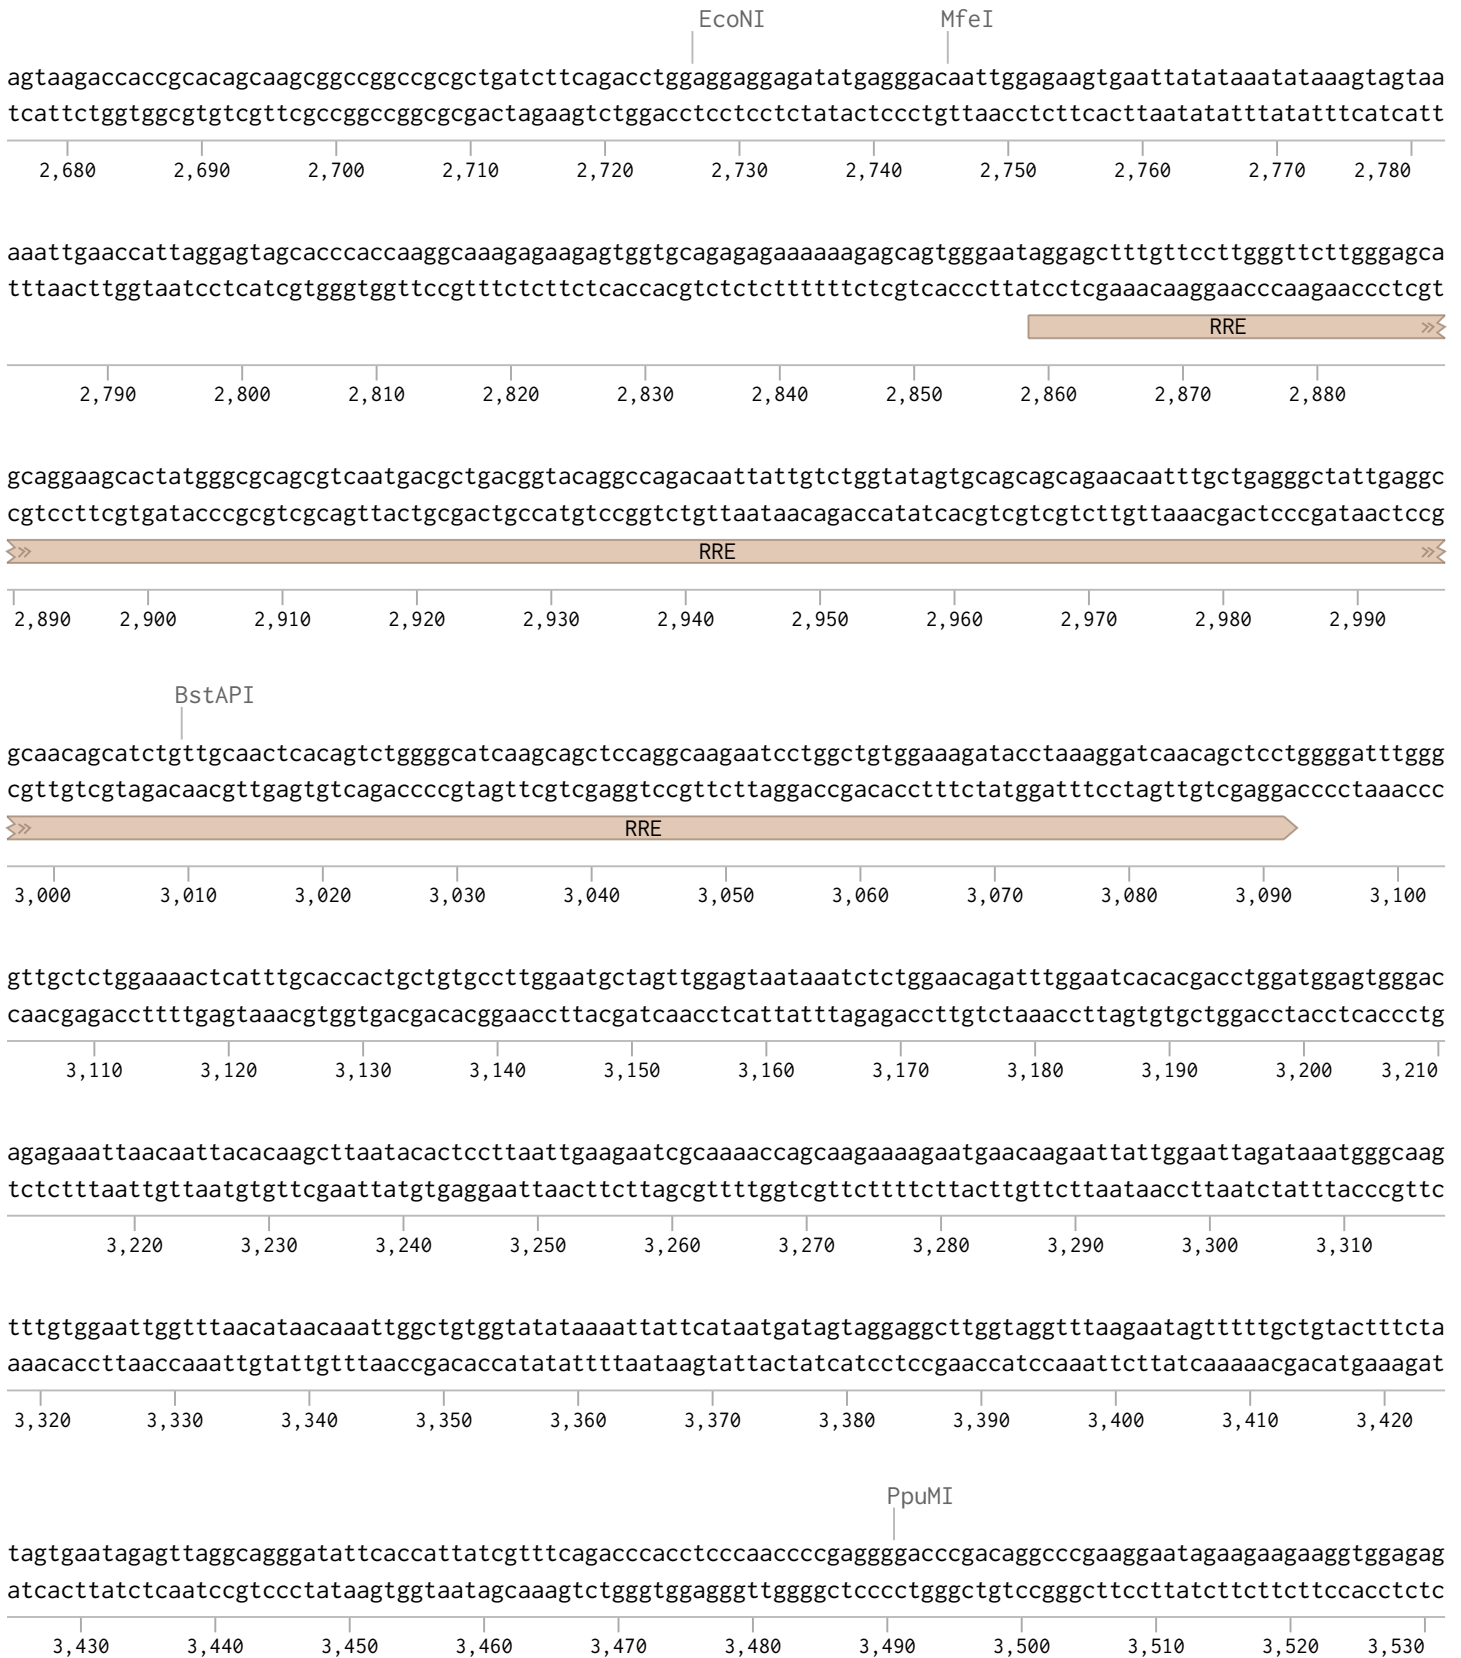 EcoNI MfeI
agtaagaccaccgcacagcaagcggccggccgcgctgatcttcagacctggaggaggagatatgagggacaattggagaagtgaattatataaatataaagtagtaa
tcattctggtggcgtgtcgttcgccggccggcgcgactagaagtctggacctcctcctctatactccctgttaacctcttcacttaatatatttatatttcatcatt
2,680 2,690 2,700 2,710 2,720 2,730 2,740 2,750 2,760 2,770 2,780
aaattgaaccattaggagtagcacccaccaaggcaaagagaagagtggtgcagagagaaaaaagagcagtgggaataggagctttgttccttgggttcttgggagca
tttaacttggtaatcctcatcgtgggtggttccgtttctcttctcaccacgtctctcttttttctcgtcacccttatcctcgaaacaaggaacccaagaaccctcgt
RRE
2,790 2,800 2,810 2,820 2,830 2,840 2,850 2,860 2,870 2,880
gcaggaagcactatgggcgcagcgtcaatgacgctgacggtacaggccagacaattattgtctggtatagtgcagcagcagaacaatttgctgagggctattgaggc
cgtccttcgtgatacccgcgtcgcagttactgcgactgccatgtccggtctgttaataacagaccatatcacgtcgtcgtcttgttaaacgactcccgataactccg
RRE
2,890 2,900 2,910 2,920 2,930 2,940 2,950 2,960 2,970 2,980 2,990
BstAPI
gcaacagcatctgttgcaactcacagtctggggcatcaagcagctccaggcaagaatcctggctgtggaaagatacctaaaggatcaacagctcctggggatttggg
cgttgtcgtagacaacgttgagtgtcagaccccgtagttcgtcgaggtccgttcttaggaccgacacctttctatggatttcctagttgtcgaggacccctaaaccc
RRE
3,000 3,010 3,020 3,030 3,040 3,050 3,060 3,070 3,080 3,090 3,100
gttgctctggaaaactcatttgcaccactgctgtgccttggaatgctagttggagtaataaatctctggaacagatttggaatcacacgacctggatggagtgggac
caacgagaccttttgagtaaacgtggtgacgacacggaaccttacgatcaacctcattatttagagaccttgtctaaaccttagtgtgctggacctacctcaccctg
3,110 3,120 3,130 3,140 3,150 3,160 3,170 3,180 3,190 3,200 3,210
agagaaattaacaattacacaagcttaatacactccttaattgaagaatcgcaaaaccagcaagaaaagaatgaacaagaattattggaattagataaatgggcaag
tctctttaattgttaatgtgttcgaattatgtgaggaattaacttcttagcgttttggtcgttcttttcttacttgttcttaataaccttaatctatttacccgttc
3,220 3,230 3,240 3,250 3,260 3,270 3,280 3,290 3,300 3,310
tttgtggaattggtttaacataacaaattggctgtggtatataaaattattcataatgatagtaggaggcttggtaggtttaagaatagtttttgctgtactttcta
aaacaccttaaccaaattgtattgtttaaccgacaccatatattttaataagtattactatcatcctccgaaccatccaaattcttatcaaaaacgacatgaaagat
3,320 3,330 3,340 3,350 3,360 3,370 3,380 3,390 3,400 3,410 3,420
PpuMI
tagtgaatagagttaggcagggatattcaccattatcgtttcagacccacctcccaaccccgaggggacccgacaggcccgaaggaatagaagaagaaggtggagag
atcacttatctcaatccgtccctataagtggtaatagcaaagtctgggtggagggttggggctcccctgggctgtccgggcttccttatcttcttcttccacctctc
3,430 3,440 3,450 3,460 3,470 3,480 3,490 3,500 3,510 3,520 3,530